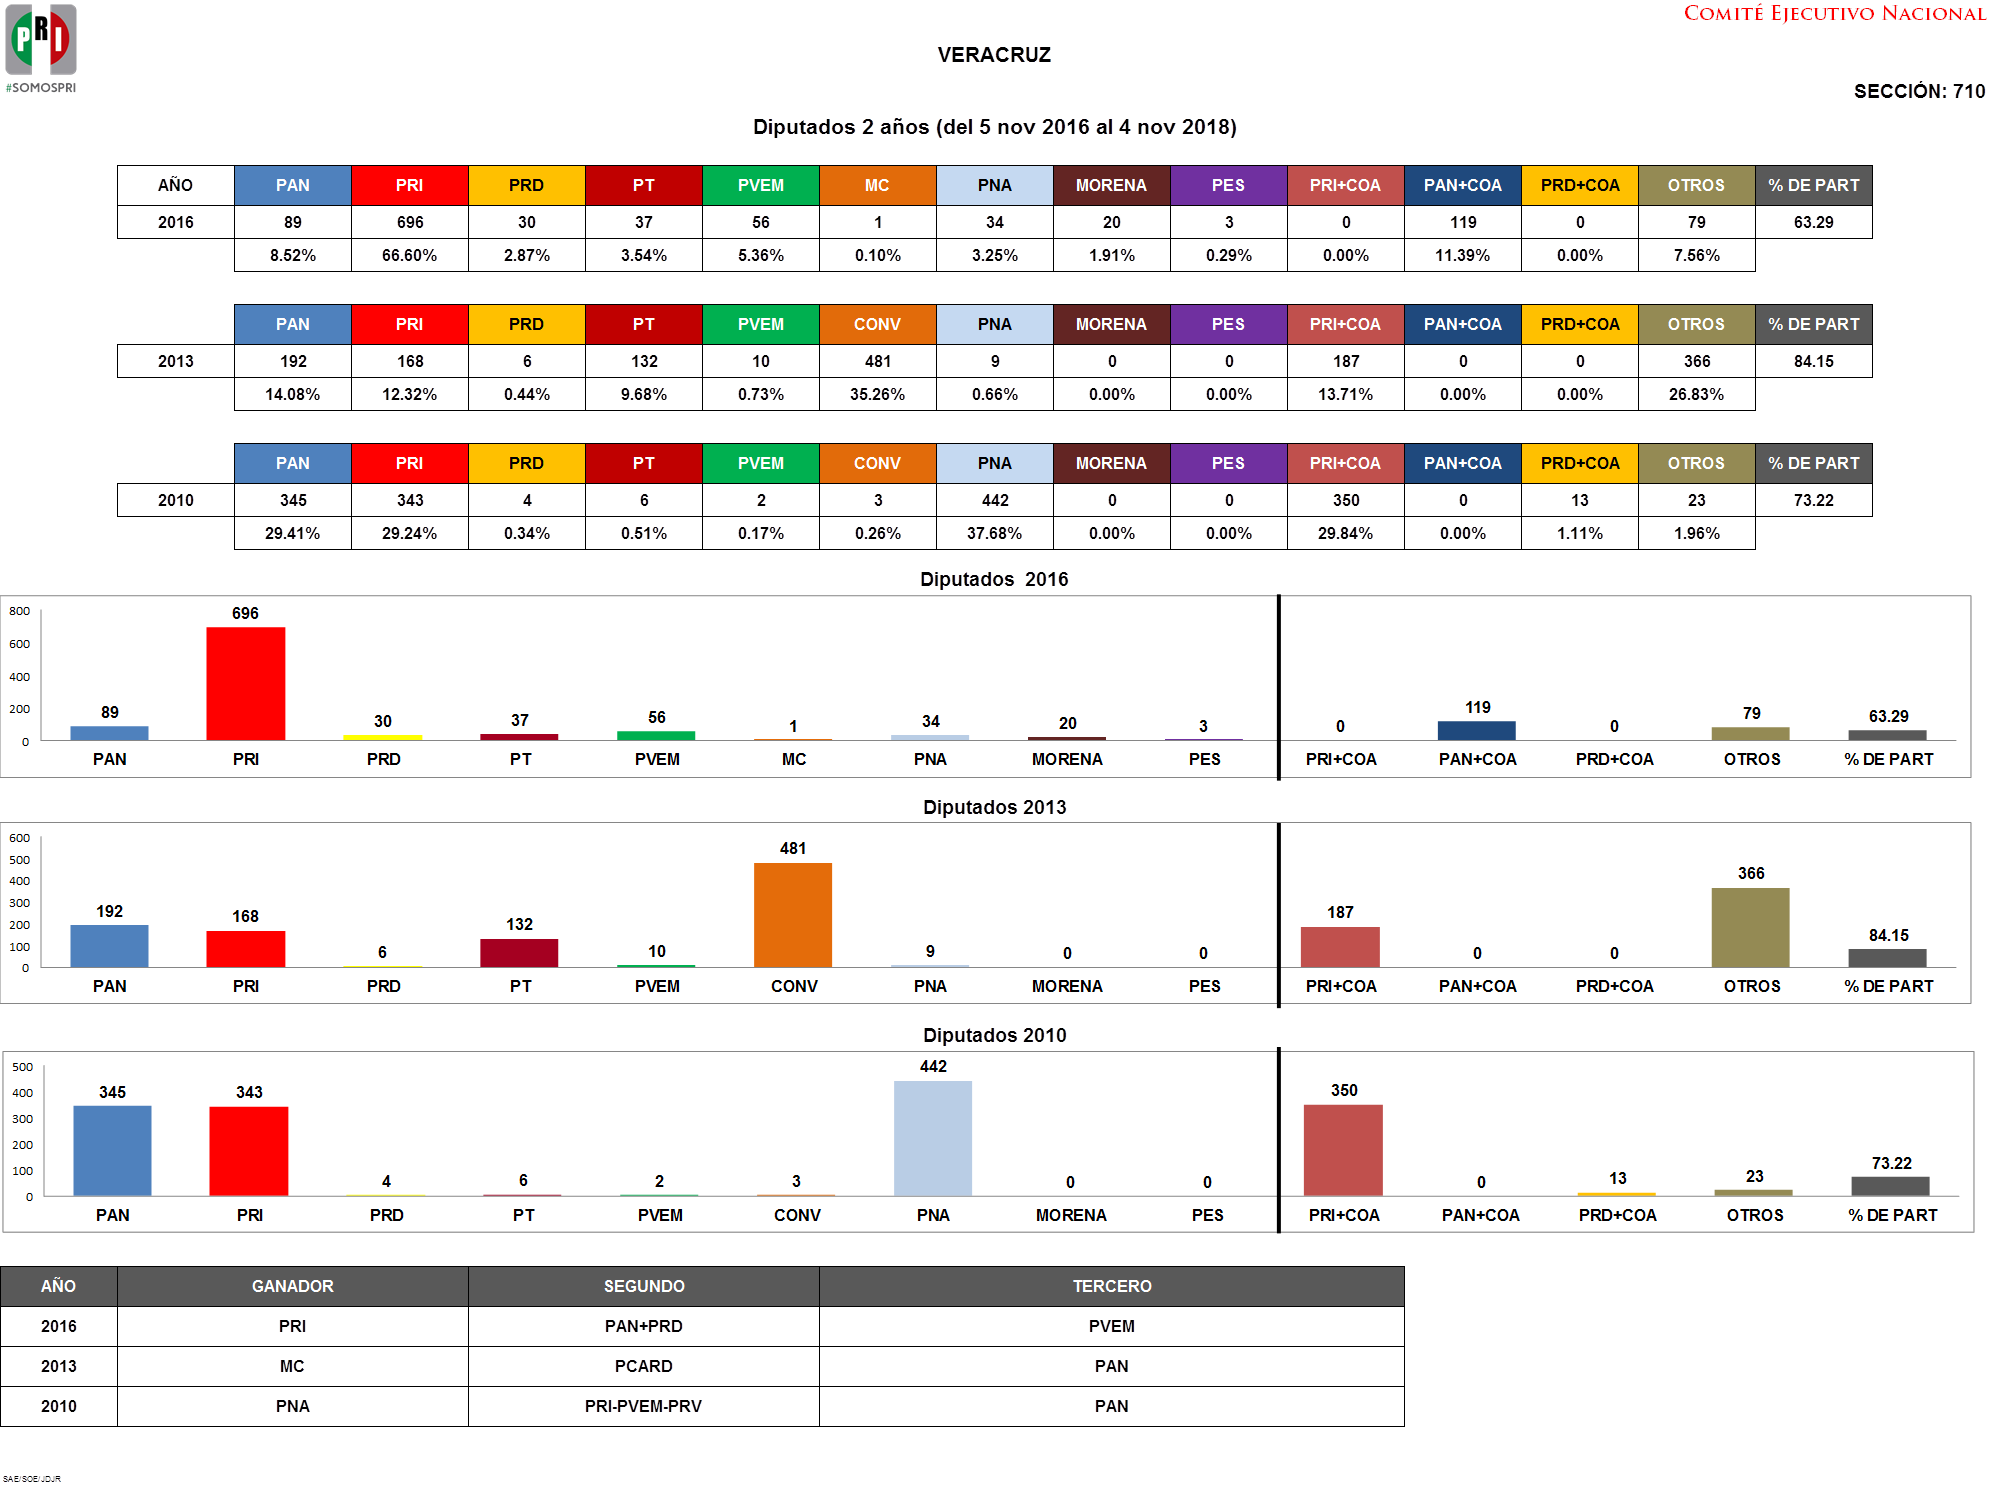 PRI
#SOMOSPRI
COMITÉ EJECUTIVO NACIONAL
VERACRUZ
SECCIÓN: 710
Diputados 2 años (del 5 nov 2016 al 4 nov 2018)
AÑO PAN PRI PRD PT PVEM MC PNA MORENA PES PRI+COA PAN+COA PRD+COA OTROS % DE PART
2016 89 696 30 37 56 1 34 20 3 0 119 0 79 63.29
8.52% 66.60% 2.87% 3.54% 5.36% 0.10% 3.25% 1.91% 0.29% 0.00% 11.39% 0.00% 7.56%
PAN PRI PRD PT PVEM CONV PNA MORENA PES PRI+COA PAN+COA PRD+COA OTROS % DE PART
2013 192 168 6 132 10 481 9 0 0 187 0 0 366 84.15
14.08% 12.32% 0.44% 9.68% 0.73% 35.26% 0.66% 0.00% 0.00% 13.71% 0.00% 0.00% 26.83%
PAN PRI PRD PT PVEM CONV PNA MORENA PES PRI+COA PAN+COA PRD+COA OTROS % DE PART
2010 345 343 4 6 2 3 442 0 0 350 0 13 23 73.22
29.41% 29.24% 0.34% 0.51% 0.17% 0.26% 37.68% 0.00% 0.00% 29.84% 0.00% 1.11% 1.96%
Diputados 2016
800
600
400
200
0
89 696 30 37 56 1 34 20 3 0 119 0 79 63.29
PAN PRI PRD PT PVEM MC PNA MORENA PES PRI+COA PAN+COA PRD+COA OTROS % DE PART
Diputados 2013
600
500
400
300
200
100
0
192 168 6 132 10 481 9 0 0 187 0 0 366 84.15
PAN PRI PRD PT PVEM CONV PNA MORENA PES PRI+COA PAN+COA PRD+COA OTROS % DE PART
Diputados 2010
500
400
300
200
100
0
345 343 4 6 2 3 442 0 0 350 0 13 23 73.22
PAN PRI PRD PT PVEM CONV PNA MORENA PES PRI+COA PAN+COA PRD+COA OTROS % DE PART
AÑO GANADOR SEGUNDO TERCERO
2016 PRI PAN+PRD PVEM
2013 MC PCARD PAN
2010 PNA PRI-PVEM-PRV PAN
SAE/SOE/JDJR